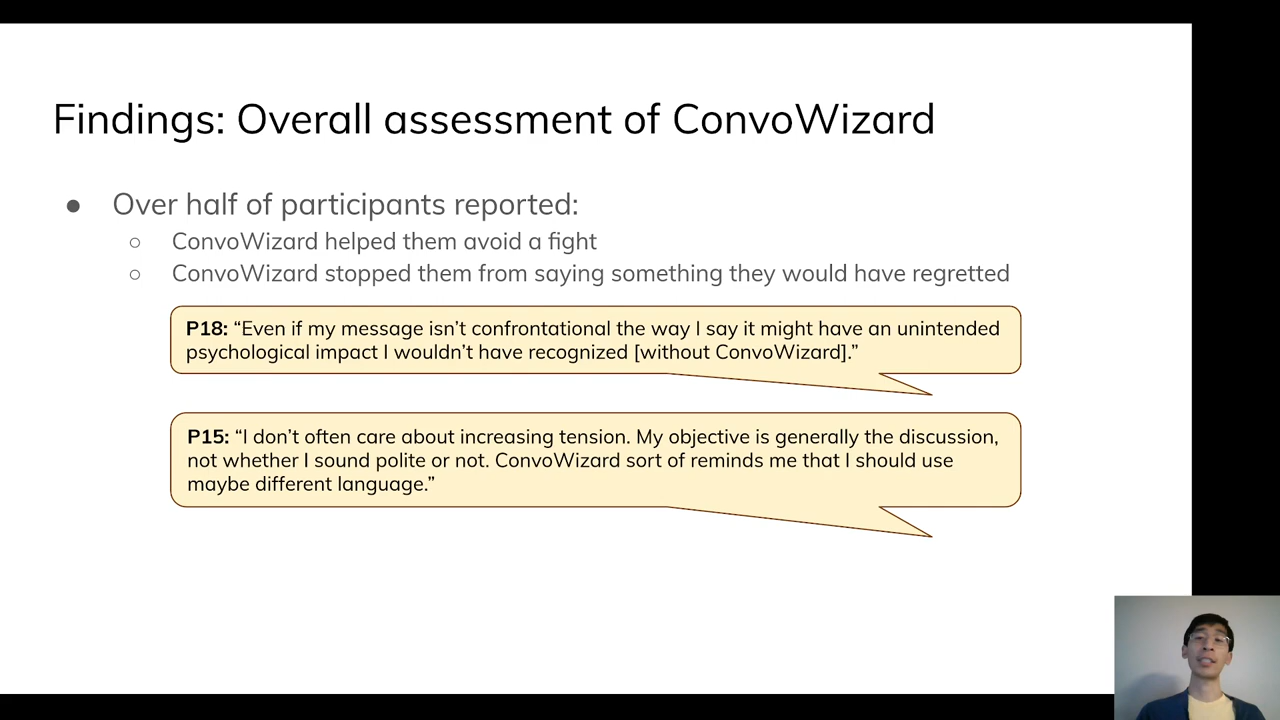 Findings: Overall assessment of ConvoWizard
● Over half of participants reported:
○ ConvoWizard helped them avoid a fight
○ ConvoWizard stopped them from saying something they would have regretted
P18: “Even if my message isn’t confrontational the way I say it might have an unintended
psychological impact I wouldn’t have recognized [without ConvoWizard].”
P15: “I don’t often care about increasing tension. My objective is generally the discussion,
not whether I sound polite or not. ConvoWizard sort of reminds me that I should use
maybe different language.”